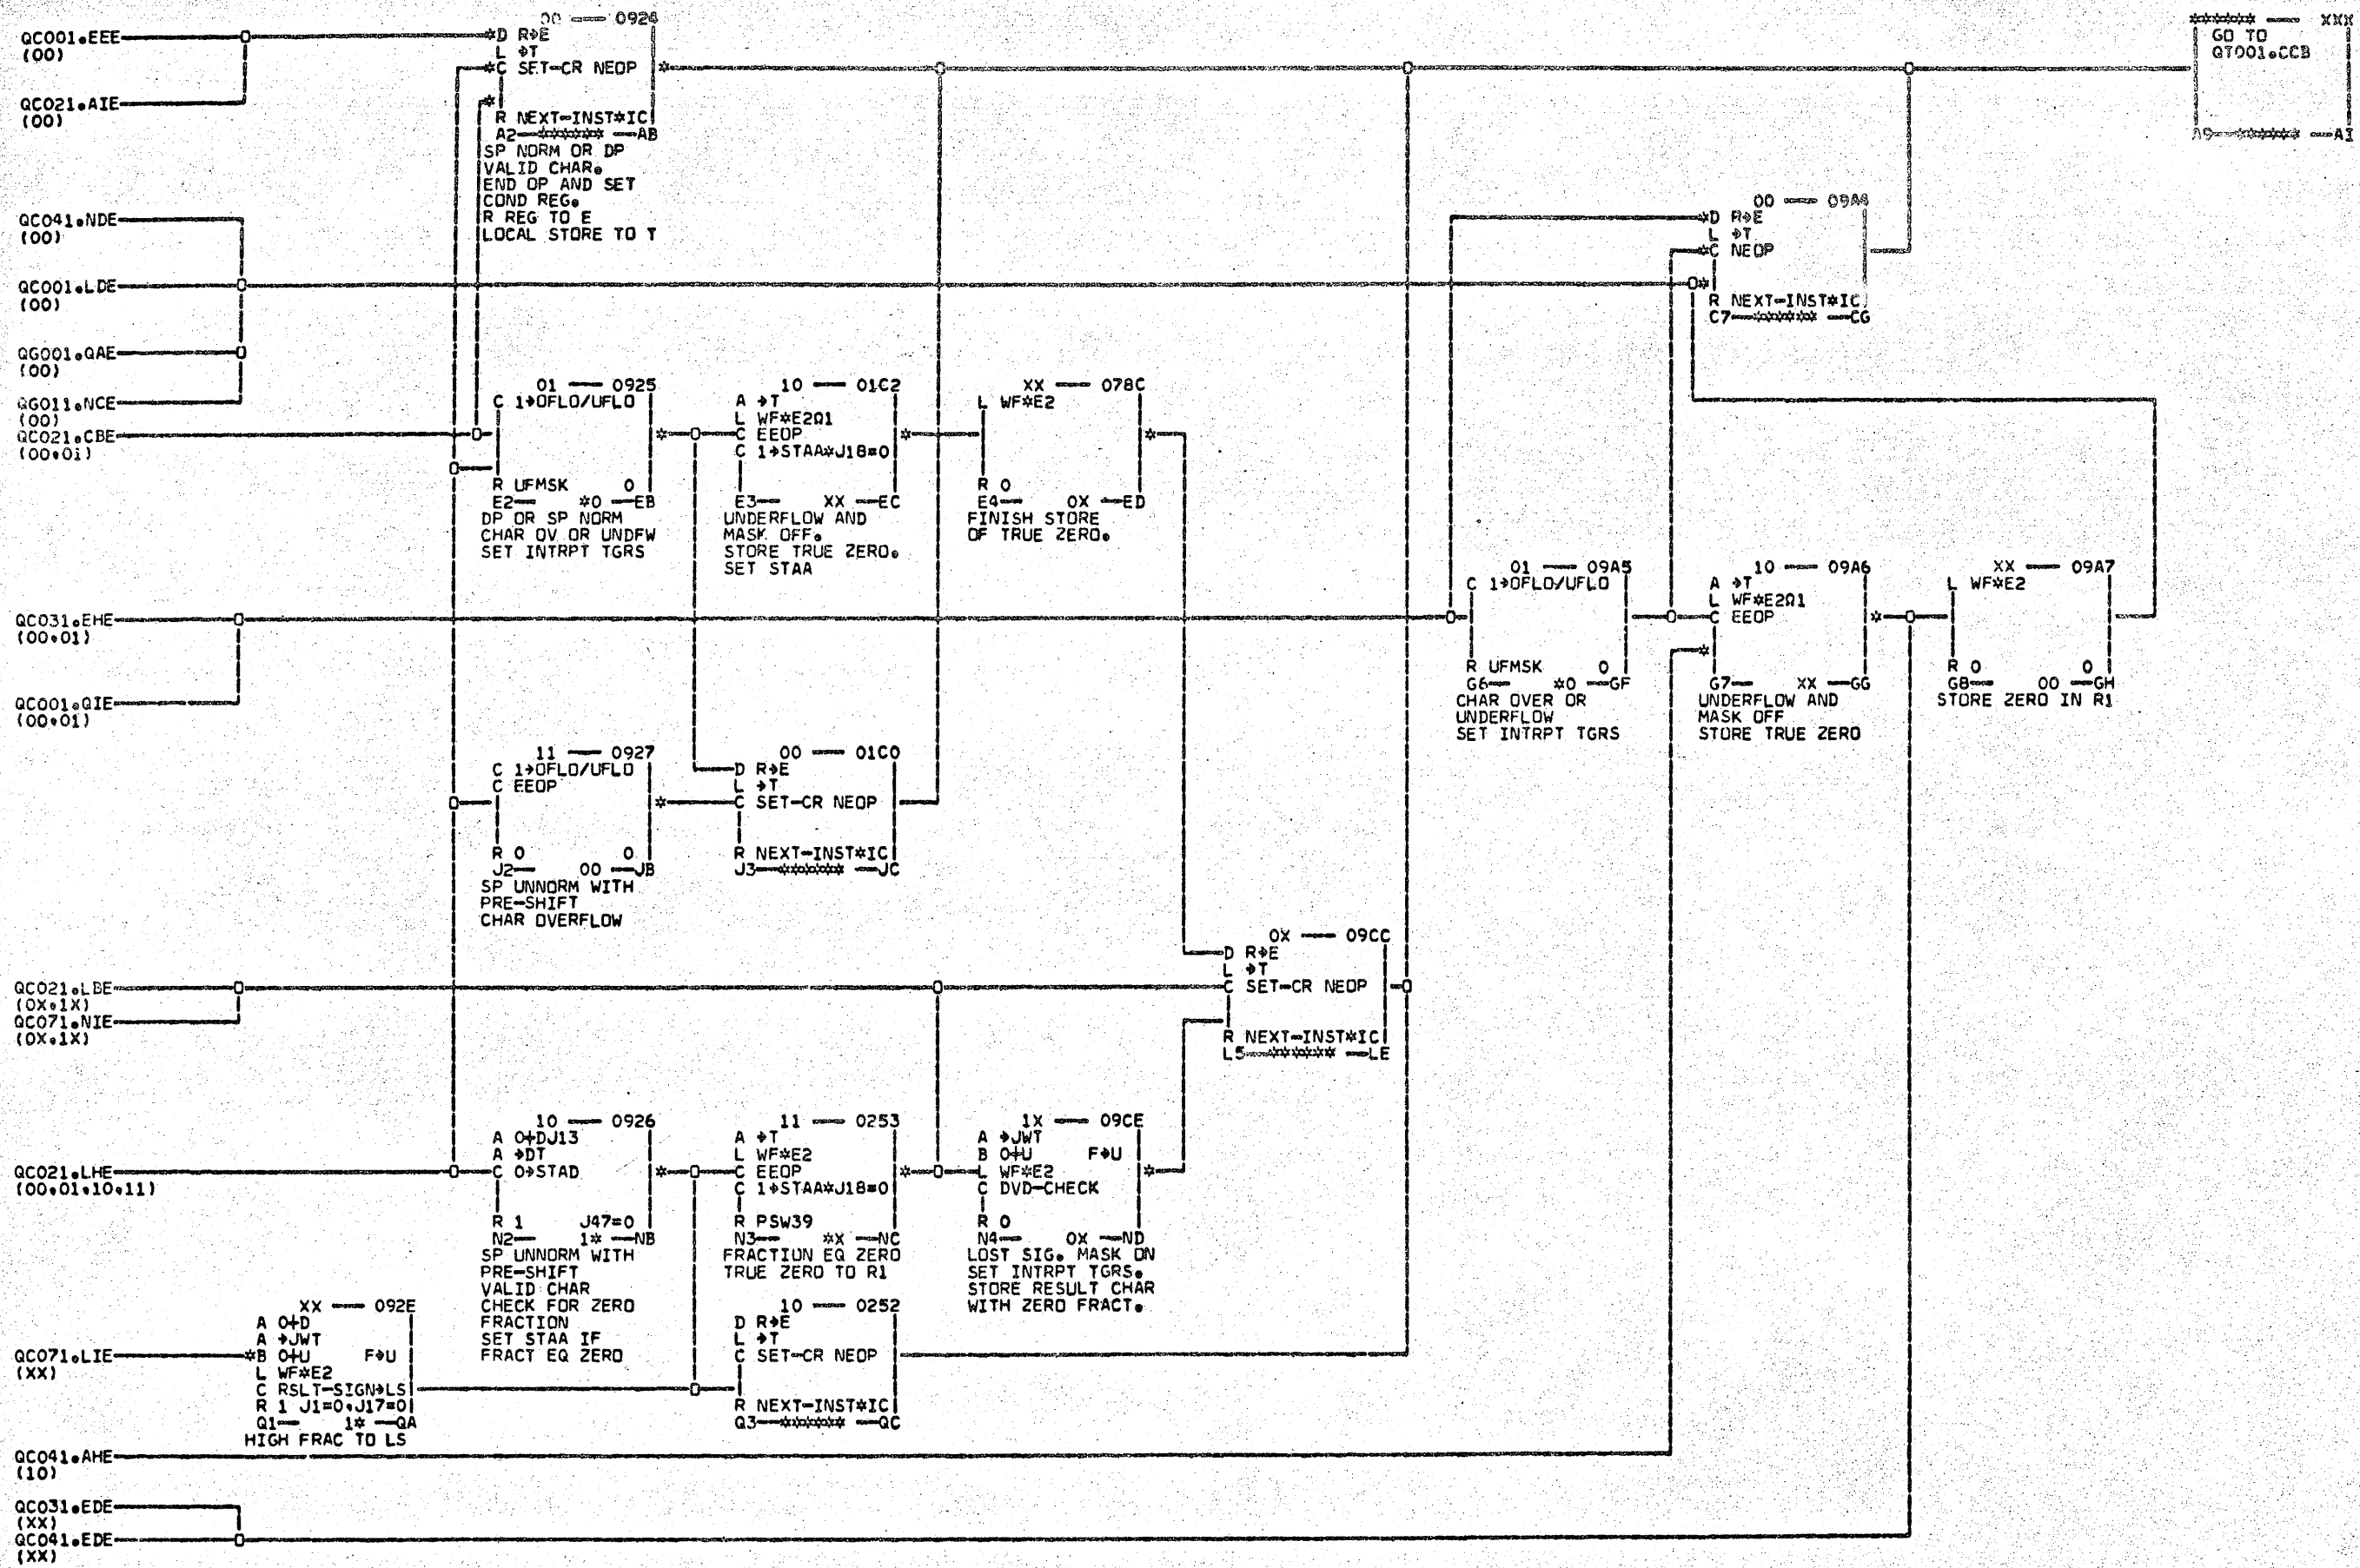 QC001.EEE
(00)
QC021.AIE
(00)
QC041.NDE
(00)
QC001.LDE
(00)
QG001.QAE
(00)
QG011.NCE
(00)
QC021.CBE
(00,01)
QC031.EHE
(00,01)
QC001.QIE
(00,01)
QC021.LBE
(0X,1X)
QC071.NIE
(0X,1X)
QC021.LHE
(00,01,10,11)
QC071.LIE
(XX)
QC041.AHE
(10)
QC031.EDE
(XX)
QC041.EDE
(XX)
00 — 0924
*D R→E
L →T
*C SET-CR NEOP *
*
R NEXT-INST*IC
A2—****** —AB
SP NORM OR DP
VALID CHAR.
END OP AND SET
COND REG.
R REG TO E
LOCAL STORE TO T
****** — XXX
GO TO
QT001.CCB
A9—****** —AI
00 — 09A4
*D R→E
L →T
*C NEOP
*
R NEXT-INST*IC
C7—****** —CG
01 — 0925
C 1→OFLO/UFLO
*
R UFMSK 0
E2— *0 —EB
DP OR SP NORM
CHAR OV OR UNDFW
SET INTRPT TGRS
10 — 01C2
A →T
L WF*E2Ω1
C EEOP *
C 1→STAA*J18=0
E3— XX —EC
UNDERFLOW AND
MASK OFF.
STORE TRUE ZERO.
SET STAA
XX — 078C
L WF*E2
*
R 0
E4— 0X —ED
FINISH STORE
OF TRUE ZERO.
01 — 09A5
C 1→OFLO/UFLO
R UFMSK 0
G6— *0 —GF
CHAR OVER OR
UNDERFLOW
SET INTRPT TGRS
10 — 09A6
A →T
L WF*E2Ω1
C EEOP *
*
G7— XX —GG
UNDERFLOW AND
MASK OFF
STORE TRUE ZERO
XX — 09A7
L WF*E2
R 0 0
G8— 00 —GH
STORE ZERO IN R1
11 — 0927
C 1→OFLO/UFLO
C EEOP
*
R 0 0
J2— 00 —JB
SP UNNORM WITH
PRE-SHIFT
CHAR OVERFLOW
00 — 01C0
D R→E
L →T
C SET-CR NEOP
R NEXT-INST*IC
J3—****** —JC
0X — 09CC
D R→E
L →T
C SET-CR NEOP
R NEXT-INST*IC
L5—****** —LE
10 — 0926
A 0+DJ13
A →DT
C 0→STAD *
R 1 J47=0
N2— 1* —NB
SP UNNORM WITH
PRE-SHIFT
VALID CHAR
CHECK FOR ZERO
FRACTION
SET STAA IF
FRACT EQ ZERO
11 — 0253
A →T
L WF*E2
C EEOP *
C 1→STAA*J18=0
R PSW39
N3— *X —NC
FRACTION EQ ZERO
TRUE ZERO TO R1
1X — 09CE
A →JWT
B 0+U F→U
L WF*E2 *
C DVD-CHECK
R 0
N4— 0X —ND
LOST SIG. MASK ON
SET INTRPT TGRS.
STORE RESULT CHAR
WITH ZERO FRACT.
XX — 092E
A 0+D
A →JWT
*B 0+U F→U
L WF*E2
C RSLT-SIGN→LS
R 1 J1=0,J17=0
Q1— 1* —QA
HIGH FRAC TO LS
10 — 0252
D R→E
L →T
C SET-CR NEOP
R NEXT-INST*IC
Q3—****** —QC